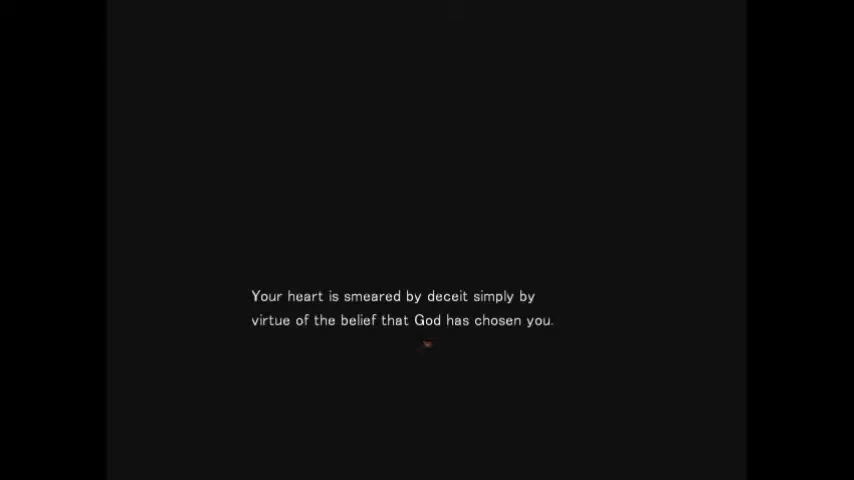 Your heart is smeared by deceit simply by
virtue of the belief that God has chosen you.